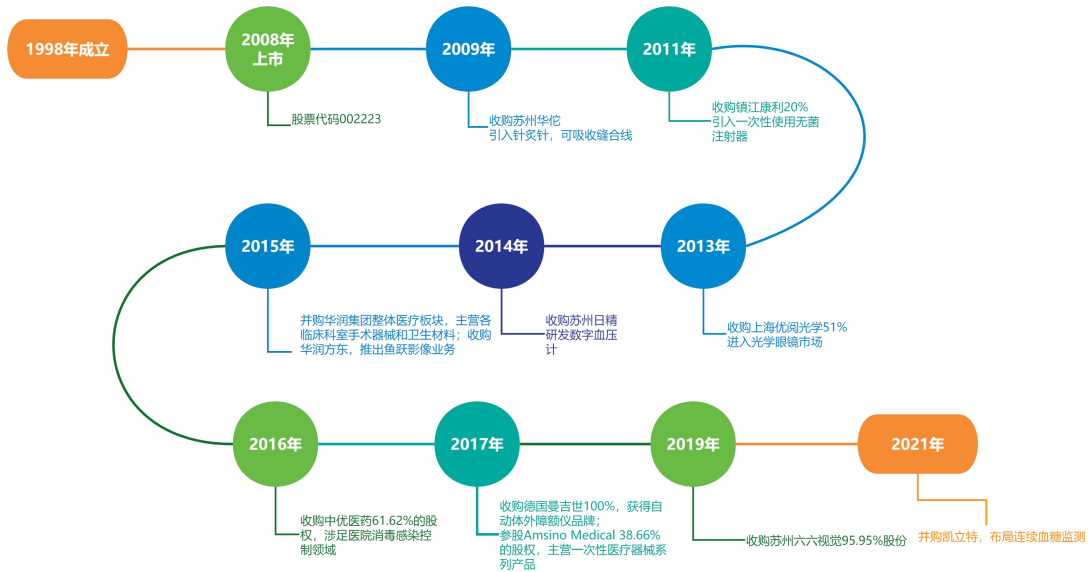 1998年成立
2008年
上市
2009年
2011年
股票代码002223
收购苏州华佗
引入针炙针，可吸收缝合线
收购镇江康利20%
引入一次性使用无菌
注射器
2015年
2014年
2013年
并购华润集团整体医疗板块，主营各
临床科室手术器械和卫生材料；收购
华润方东，推出鱼跃影像业务
收购苏州日精
研发数字血压
计
收购上海优阅光学51%
进入光学眼镜市场
2016年
2017年
2019年
2021年
收购中优医药61.62%的股
权，涉足医院消毒感染控
制领域
收购德国曼吉世100%，获得自
动体外障额仪品牌；
参股Amsino Medical 38.66%
的股权，主营一次性医疗器械系
列产品
收购苏州六六视觉95.95%股份
并购凯立特，布局连续血糖监测